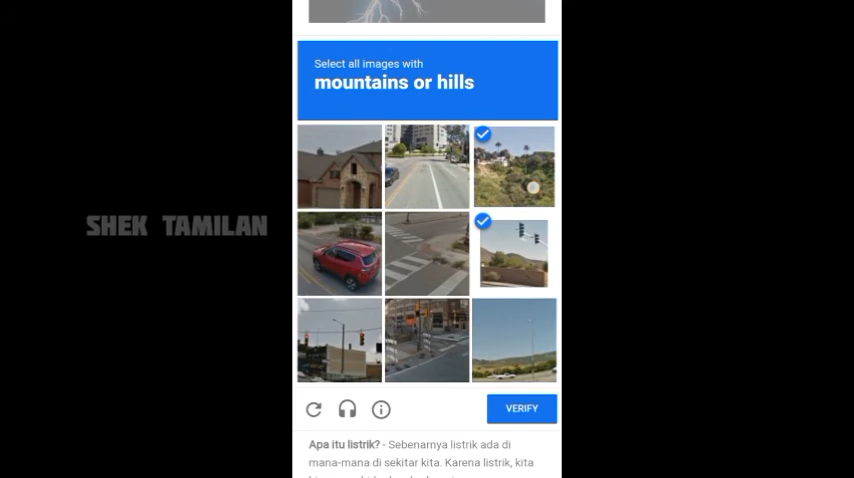 Select all images with
mountains or hills
SHEK TAMILAN
VERIFY
Apa itu listrik? - Sebenarnya listrik ada di
mana-mana di sekitar kita. Karena listrik, kita